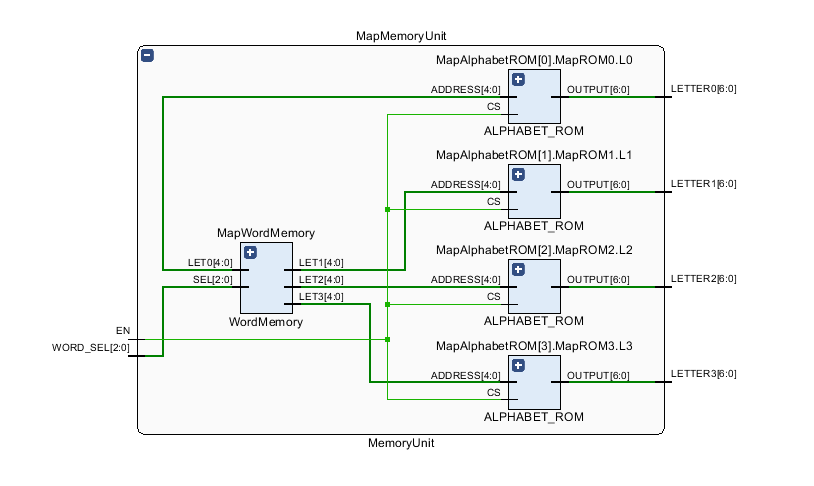 MapMemoryUnit
MapAlphabetROM[0].MapROM0.L0
ADDRESS[4:0]
OUTPUT[6:0]
LETTER0[6:0]
CS
ALPHABET_ROM
MapAlphabetROM[1].MapROM1.L1
ADDRESS[4:0]
OUTPUT[6:0]
LETTER1[6:0]
CS
ALPHABET_ROM
MapWordMemory
MapAlphabetROM[2].MapROM2.L2
LET0[4:0]
LET1[4:0]
SEL[2:0]
LET2[4:0]
ADDRESS[4:0]
OUTPUT[6:0]
LETTER2[6:0]
LET3[4:0]
CS
WordMemory
ALPHABET_ROM
EN
WORD_SEL[2:0]
MapAlphabetROM[3].MapROM3.L3
ADDRESS[4:0]
OUTPUT[6:0]
LETTER3[6:0]
CS
ALPHABET_ROM
MemoryUnit